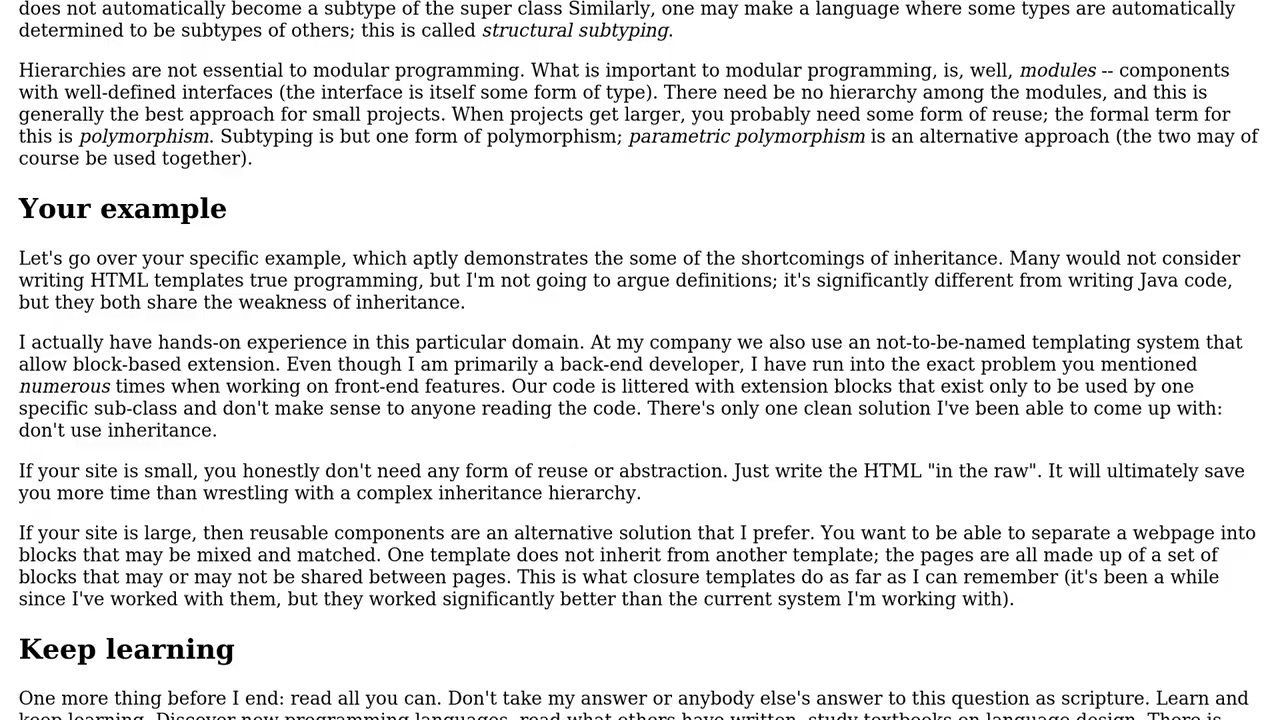 does not automatically become a subtype of the super class Similarly, one may make a language where some types are automatically
determined to be subtypes of others; this is called structural subtyping.
Hierarchies are not essential to modular programming. What is important to modular programming, is, well, modules -- components
with well-defined interfaces (the interface is itself some form of type). There need be no hierarchy among the modules, and this is
generally the best approach for small projects. When projects get larger, you probably need some form of reuse; the formal term for
this is polymorphism. Subtyping is but one form of polymorphism; parametric polymorphism is an alternative approach (the two may of
course be used together).
Your example
Let's go over your specific example, which aptly demonstrates the some of the shortcomings of inheritance. Many would not consider
writing HTML templates true programming, but I'm not going to argue definitions; it's significantly different from writing Java code,
but they both share the weakness of inheritance.
I actually have hands-on experience in this particular domain. At my company we also use an not-to-be-named templating system that
allow block-based extension. Even though I am primarily a back-end developer, I have run into the exact problem you mentioned
numerous times when working on front-end features. Our code is littered with extension blocks that exist only to be used by one
specific sub-class and don't make sense to anyone reading the code. There's only one clean solution I've been able to come up with:
don't use inheritance.
If your site is small, you honestly don't need any form of reuse or abstraction. Just write the HTML "in the raw". It will ultimately save
you more time than wrestling with a complex inheritance hierarchy.
If your site is large, then reusable components are an alternative solution that I prefer. You want to be able to separate a webpage into
blocks that may be mixed and matched. One template does not inherit from another template; the pages are all made up of a set of
blocks that may or may not be shared between pages. This is what closure templates do as far as I can remember (it's been a while
since I've worked with them, but they worked significantly better than the current system I'm working with).
Keep learning
One more thing before I end: read all you can. Don't take my answer or anybody else's answer to this question as scripture. Learn and
keep learning. Discover new programming languages, read what others have written, study textbooks on language design. There is